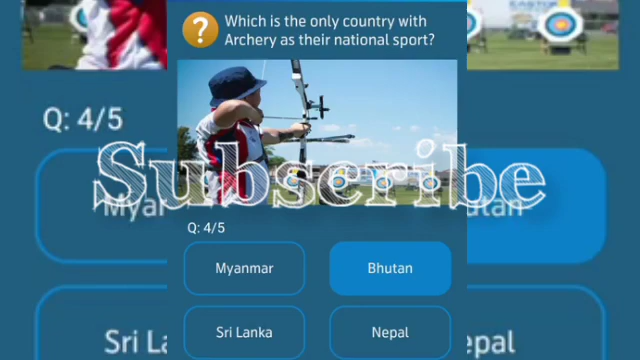 Which is the only country with
Archery as their national sport?
Q: 4/5
Subscribe
Q: 4/5
Myanmar
Bhutan
Sri Lanka
Nepal